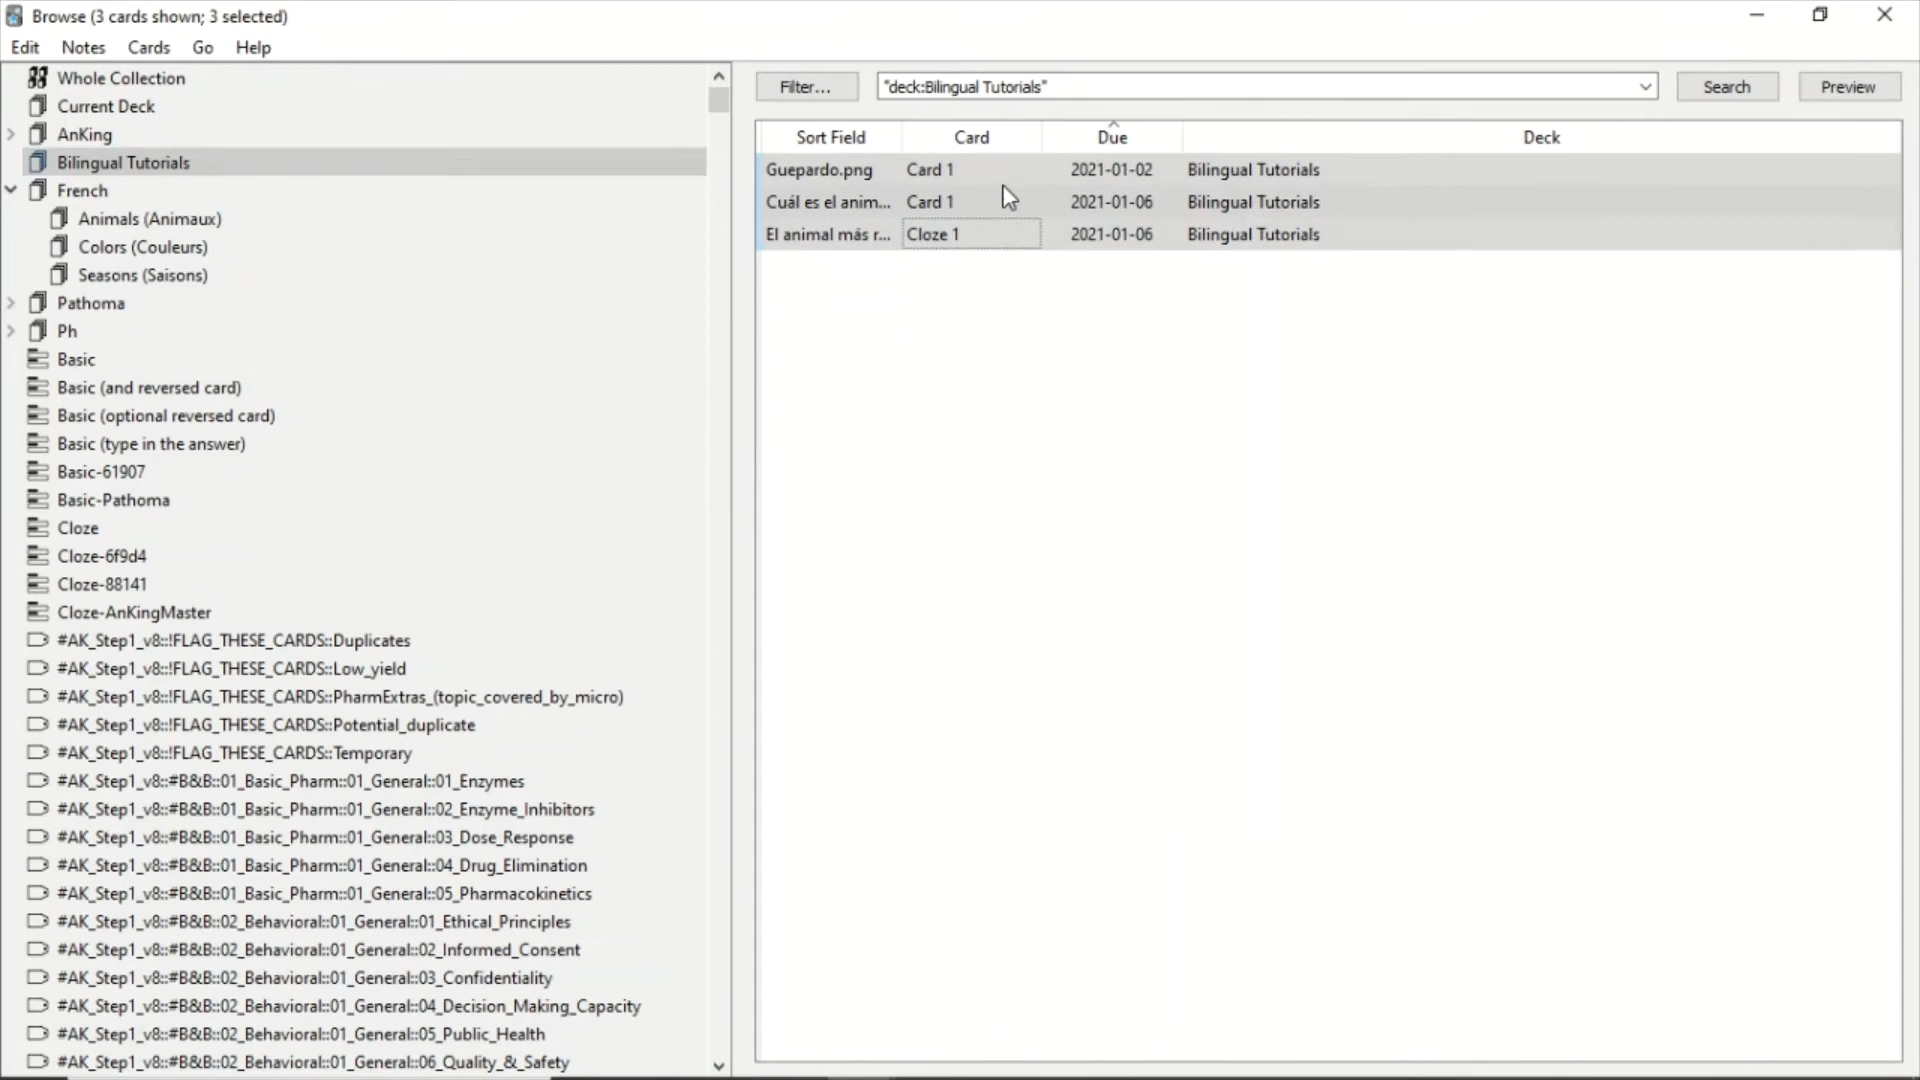 Browse (3 cards shown; 3 selected)
Edit Notes Cards Go Help
Whole Collection
Current Deck
AnKing
Bilingual Tutorials
French
Animals (Animaux)
Colors (Couleurs)
Seasons (Saisons)
Pathoma
Ph
Basic
Basic (and reversed card)
Basic (optional reversed card)
Basic (type in the answer)
Basic-61907
Basic-Pathoma
Cloze
Cloze-6f9d4
Cloze-88141
Cloze-AnKingMaster
#AK_Step1_v8::!FLAG_THESE_CARDS::Duplicates
#AK_Step1_v8::!FLAG_THESE_CARDS::Low_yield
#AK_Step1_v8::!FLAG_THESE_CARDS::PharmExtras_(topic_covered_by_micro)
#AK_Step1_v8::!FLAG_THESE_CARDS::Potential_duplicate
#AK_Step1_v8::!FLAG_THESE_CARDS::Temporary
#AK_Step1_v8::#B&B::01_Basic_Pharm::01_General::01_Enzymes
#AK_Step1_v8::#B&B::01_Basic_Pharm::01_General::02_Enzyme_Inhibitors
#AK_Step1_v8::#B&B::01_Basic_Pharm::01_General::03_Dose_Response
#AK_Step1_v8::#B&B::01_Basic_Pharm::01_General::04_Drug_Elimination
#AK_Step1_v8::#B&B::01_Basic_Pharm::01_General::05_Pharmacokinetics
#AK_Step1_v8::#B&B::02_Behavioral::01_General::01_Ethical_Principles
#AK_Step1_v8::#B&B::02_Behavioral::01_General::02_Informed_Consent
#AK_Step1_v8::#B&B::02_Behavioral::01_General::03_Confidentiality
#AK_Step1_v8::#B&B::02_Behavioral::01_General::04_Decision_Making_Capacity
#AK_Step1_v8::#B&B::02_Behavioral::01_General::05_Public_Health
#AK_Step1_v8::#B&B::02_Behavioral::01_General::06_Quality_&_Safety
Filter... "deck:Bilingual Tutorials" Search Preview
Sort Field Card Due Deck
Guepardo.png Card 1 2021-01-02 Bilingual Tutorials
Cuál es el anim... Card 1 2021-01-06 Bilingual Tutorials
El animal más r... Cloze 1 2021-01-06 Bilingual Tutorials